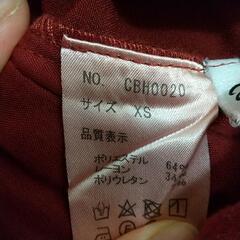 NO. CBH0020
サイズ XS
品質表示
ポリエステル 64%
レーヨン 34%
ポリウレタン